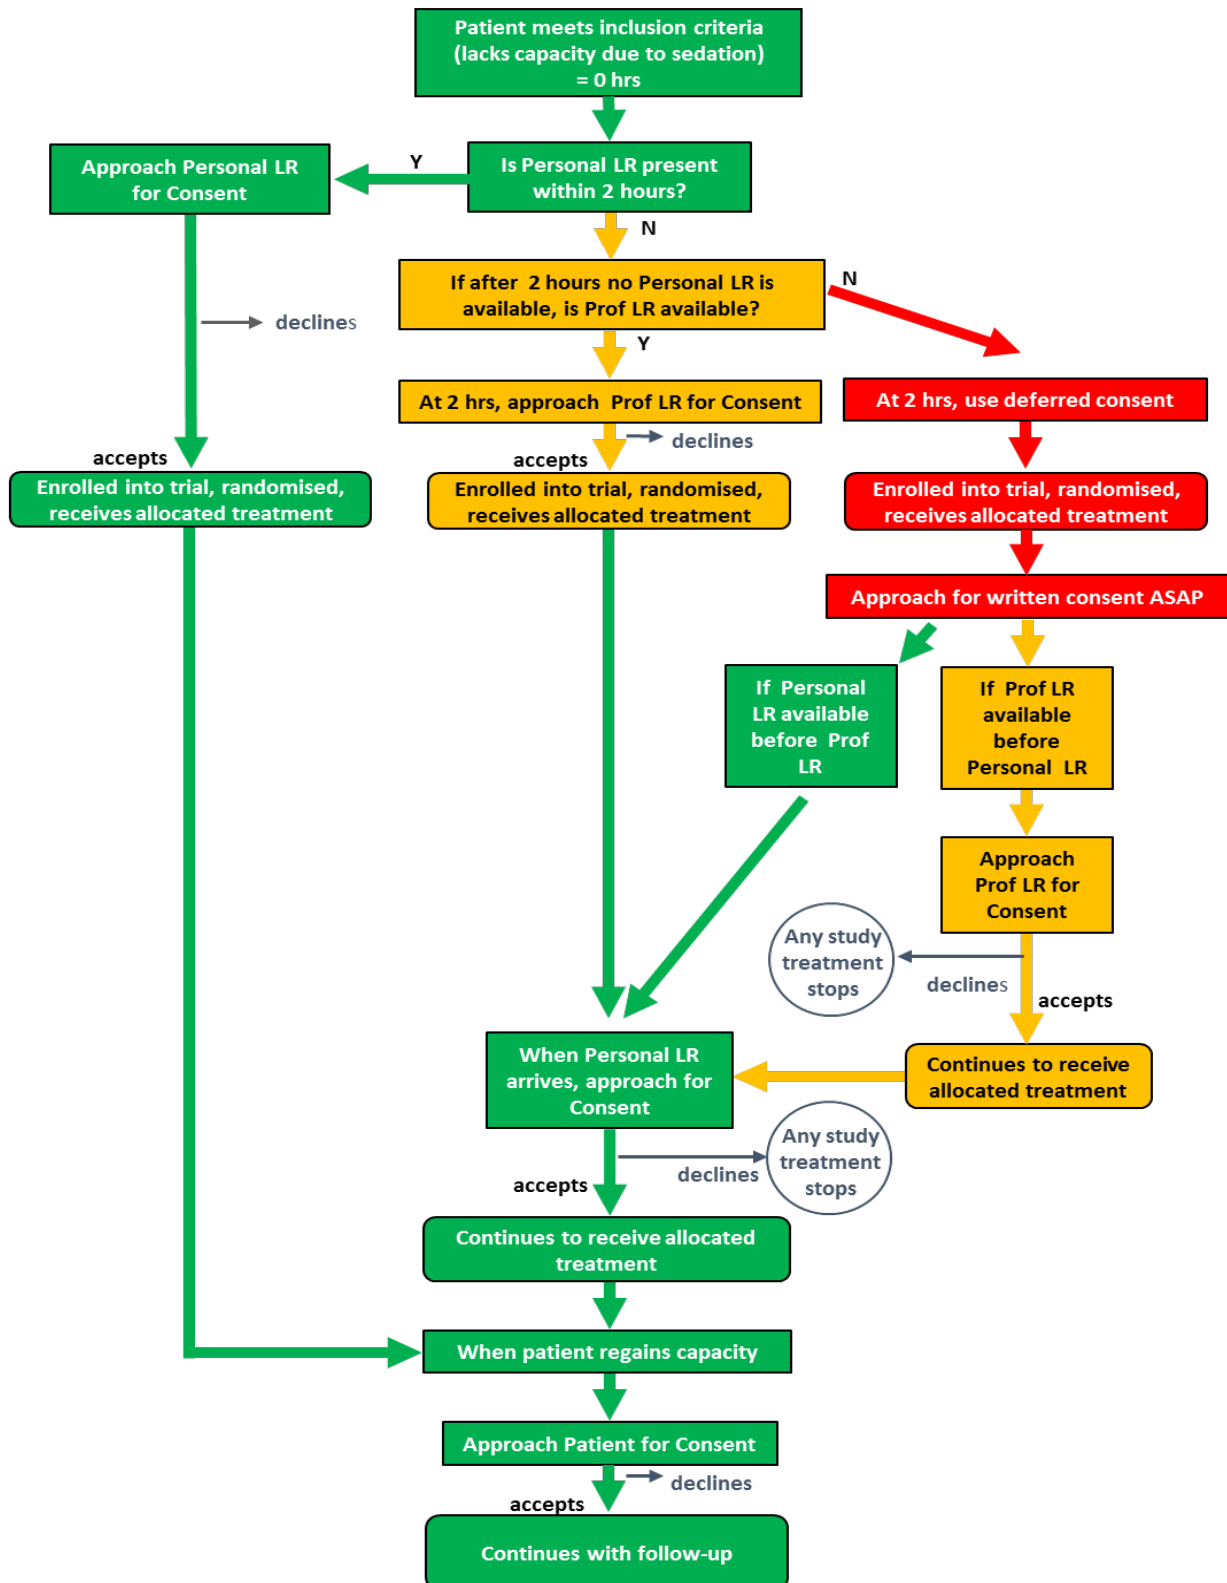 Patient meets inclusion criteria
(lacks capacity due to sedation)
= 0 hrs
Approach Personal LR
for Consent
Y
Is Personal LR present
within 2 hours?
N
If after 2 hours no Personal LR is
available, is Prof LR available?
N
declines
Y
At 2 hrs, approach Prof LR for Consent
At 2 hrs, use deferred consent
declines
accepts
accepts
Enrolled into trial, randomised,
receives allocated treatment
Enrolled into trial, randomised,
receives allocated treatment
Enrolled into trial, randomised,
receives allocated treatment
Approach for written consent ASAP
If Personal
LR available
before Prof
LR
If Prof LR
available
before
Personal LR
Approach
Prof LR for
Consent
Any study
treatment
stops
declines
accepts
When Personal LR
arrives, approach for
Consent
Continues to receive
allocated treatment
Any study
treatment
stops
declines
accepts
Continues to receive allocated
treatment
When patient regains capacity
Approach Patient for Consent
declines
accepts
Continues with follow-up